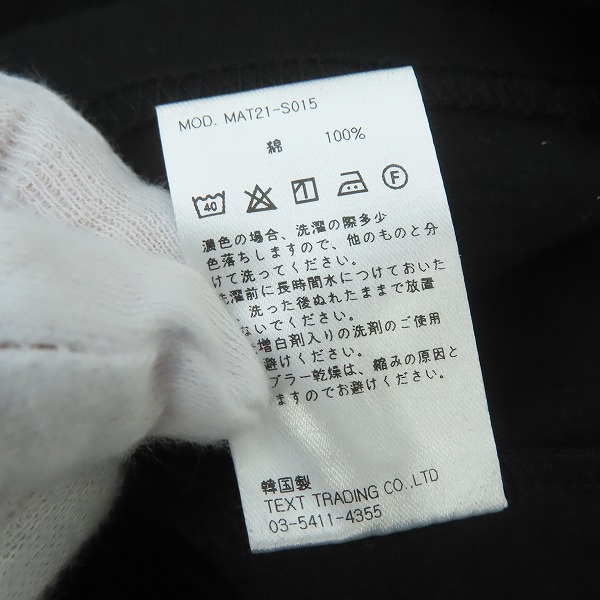 MOD. MAT21-S015
綿 100%
40 1 F
濃色の場合、洗濯の際多少
色落ちしますので、他のものと分
けて洗ってください。
洗濯前に長時間水につけておいた
洗った後ぬれたままで放置
ないでください。
増白剤入りの洗剤のご使用
避けください。
ブラー乾燥は、縮みの原因と
ますのでお避けください。
韓国製
TEXT TRADING CO.,LTD
03-5411-4355